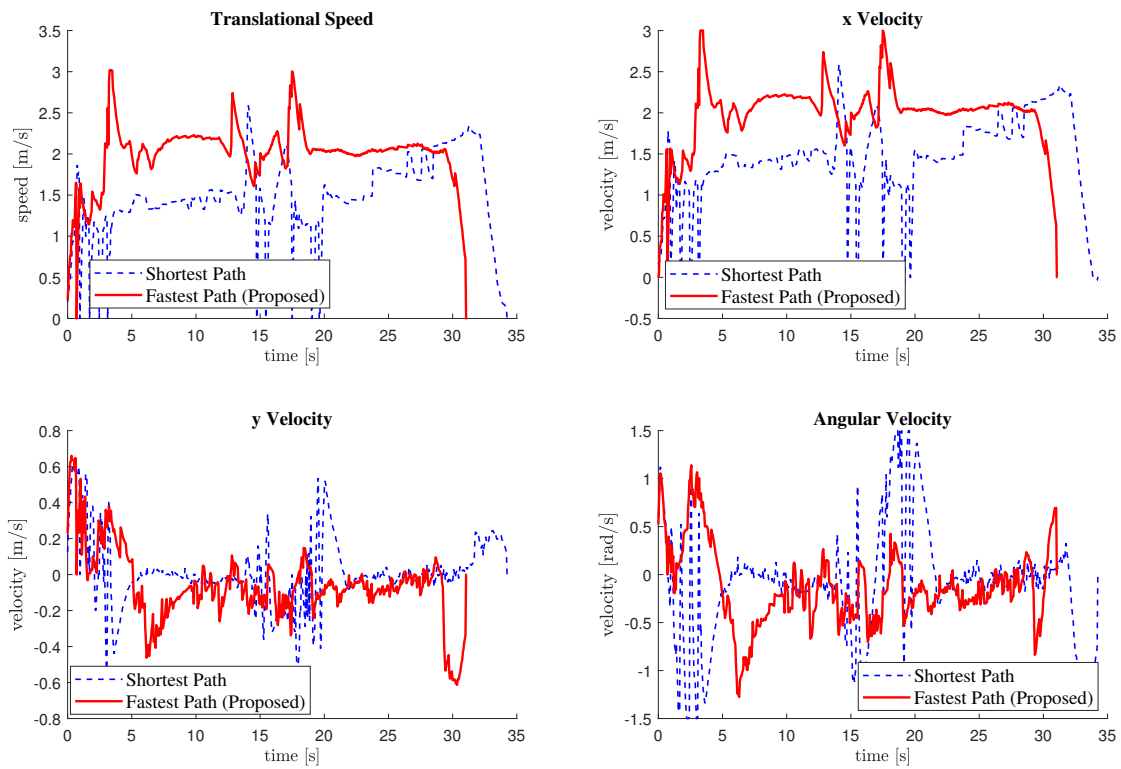 Translational Speed
3.5
3
2.5
2
1.5
1
0.5
0
speed [m/s]
Shortest Path
Fastest Path (Proposed)
0 5 10 15 20 25 30 35
time [s]
x Velocity
3
2.5
2
1.5
1
0.5
0
-0.5
velocity [m/s]
Shortest Path
Fastest Path (Proposed)
0 5 10 15 20 25 30 35
time [s]
y Velocity
0.8
0.6
0.4
0.2
0
-0.2
-0.4
-0.6
-0.8
velocity [m/s]
Shortest Path
Fastest Path (Proposed)
0 5 10 15 20 25 30 35
time [s]
Angular Velocity
1.5
1
0.5
0
-0.5
-1
-1.5
velocity [rad/s]
Shortest Path
Fastest Path (Proposed)
0 5 10 15 20 25 30 35
time [s]